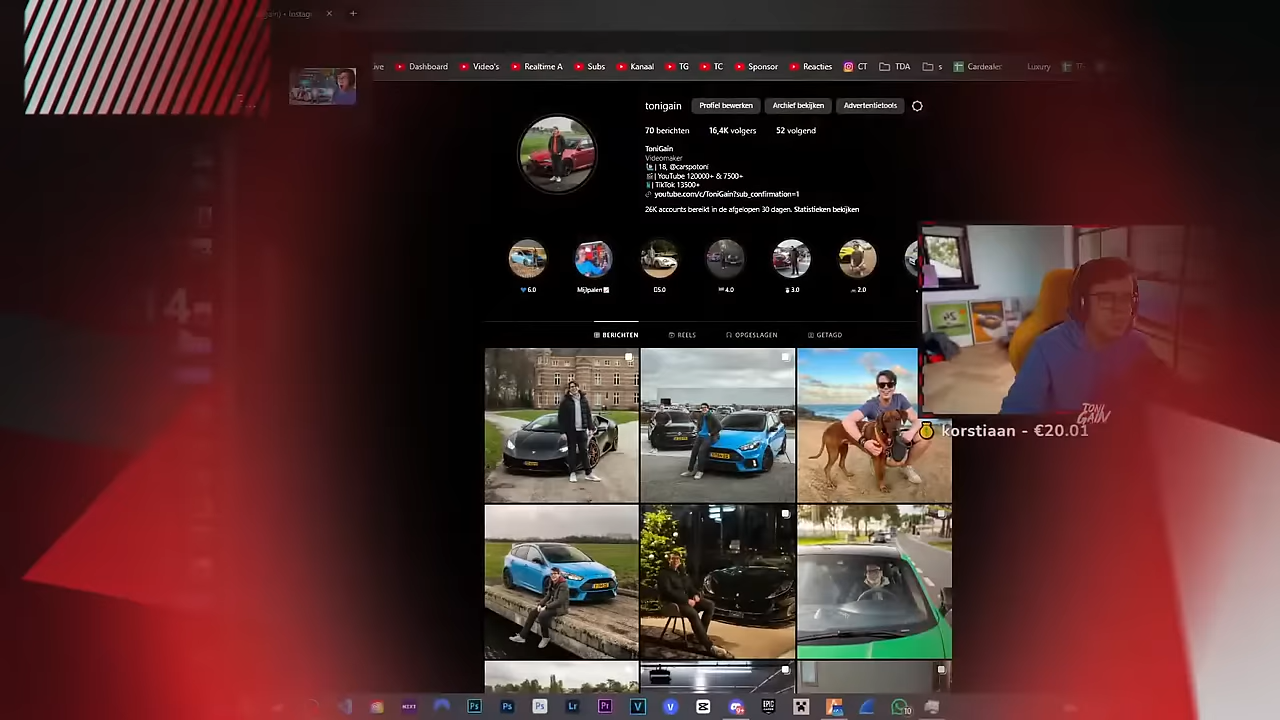 Dashboard Video's Realtime A Subs Kanaal TG TC Sponsor Reacties CT TDA s Cardealer Luxury
tonigain Profiel bewerken Archief bekijken Advertentietools
70 berichten 16,4K volgers 52 volgend
ToniGain
Videomaker
| 18, @carspotoni
| YouTube 120000+ & 7500+
| TikTok 13500+
youtube.com/c/ToniGain?sub_confirmation=1
26K accounts bereikt in de afgelopen 30 dagen. Statistieken bekijken
6.0 Mijlpalen 5.0 4.0 3.0 2.0
BERICHTEN REELS OPGESLAGEN GETAGD
TONI
GAIN
korstiaan - €20.01